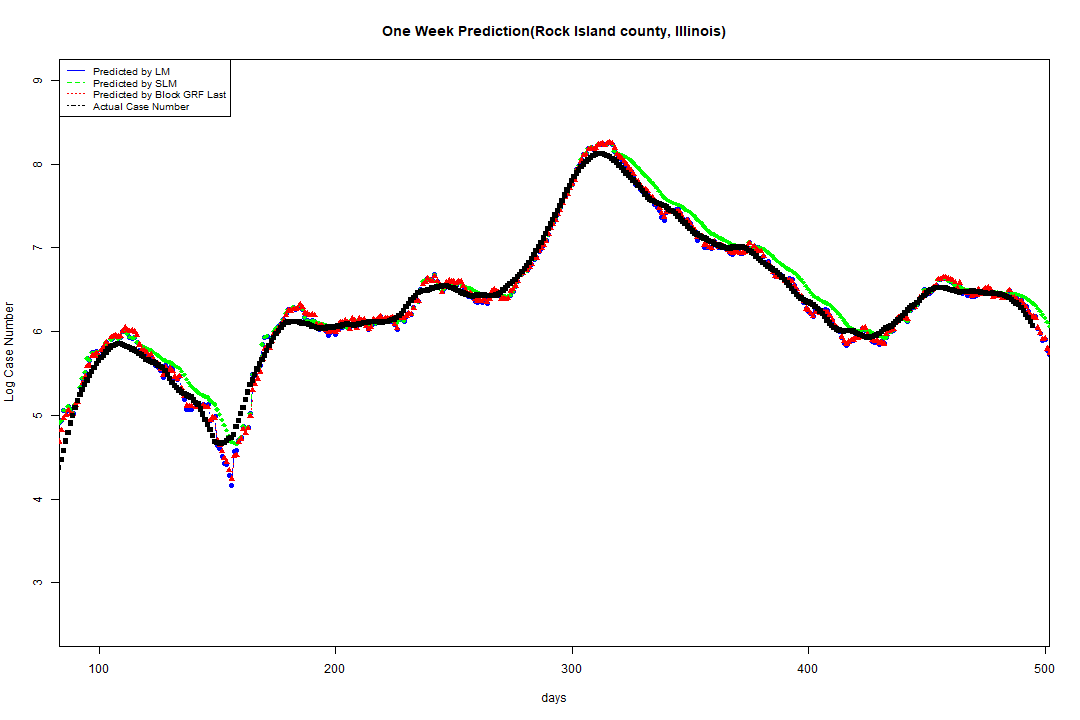 One Week Prediction(Rock Island county, Illinois)
Predicted by LM
Predicted by SLM
Predicted by Block GRF Last
Actual Case Number
9
8
7
6
5
4
3
Log Case Number
100 200 300 400 500
days